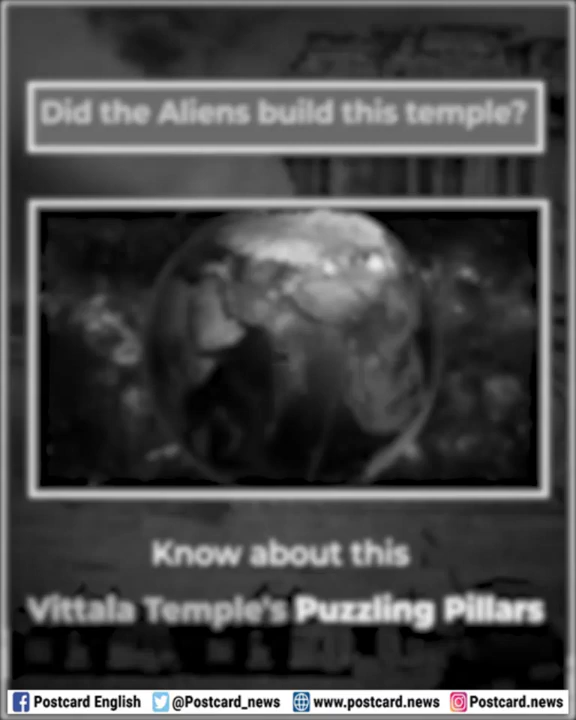 Did the Aliens build this temple?
Know about this
Vittala Temple's Puzzling Pillars
Postcard English @Postcard_news www.postcard.news Postcard.news